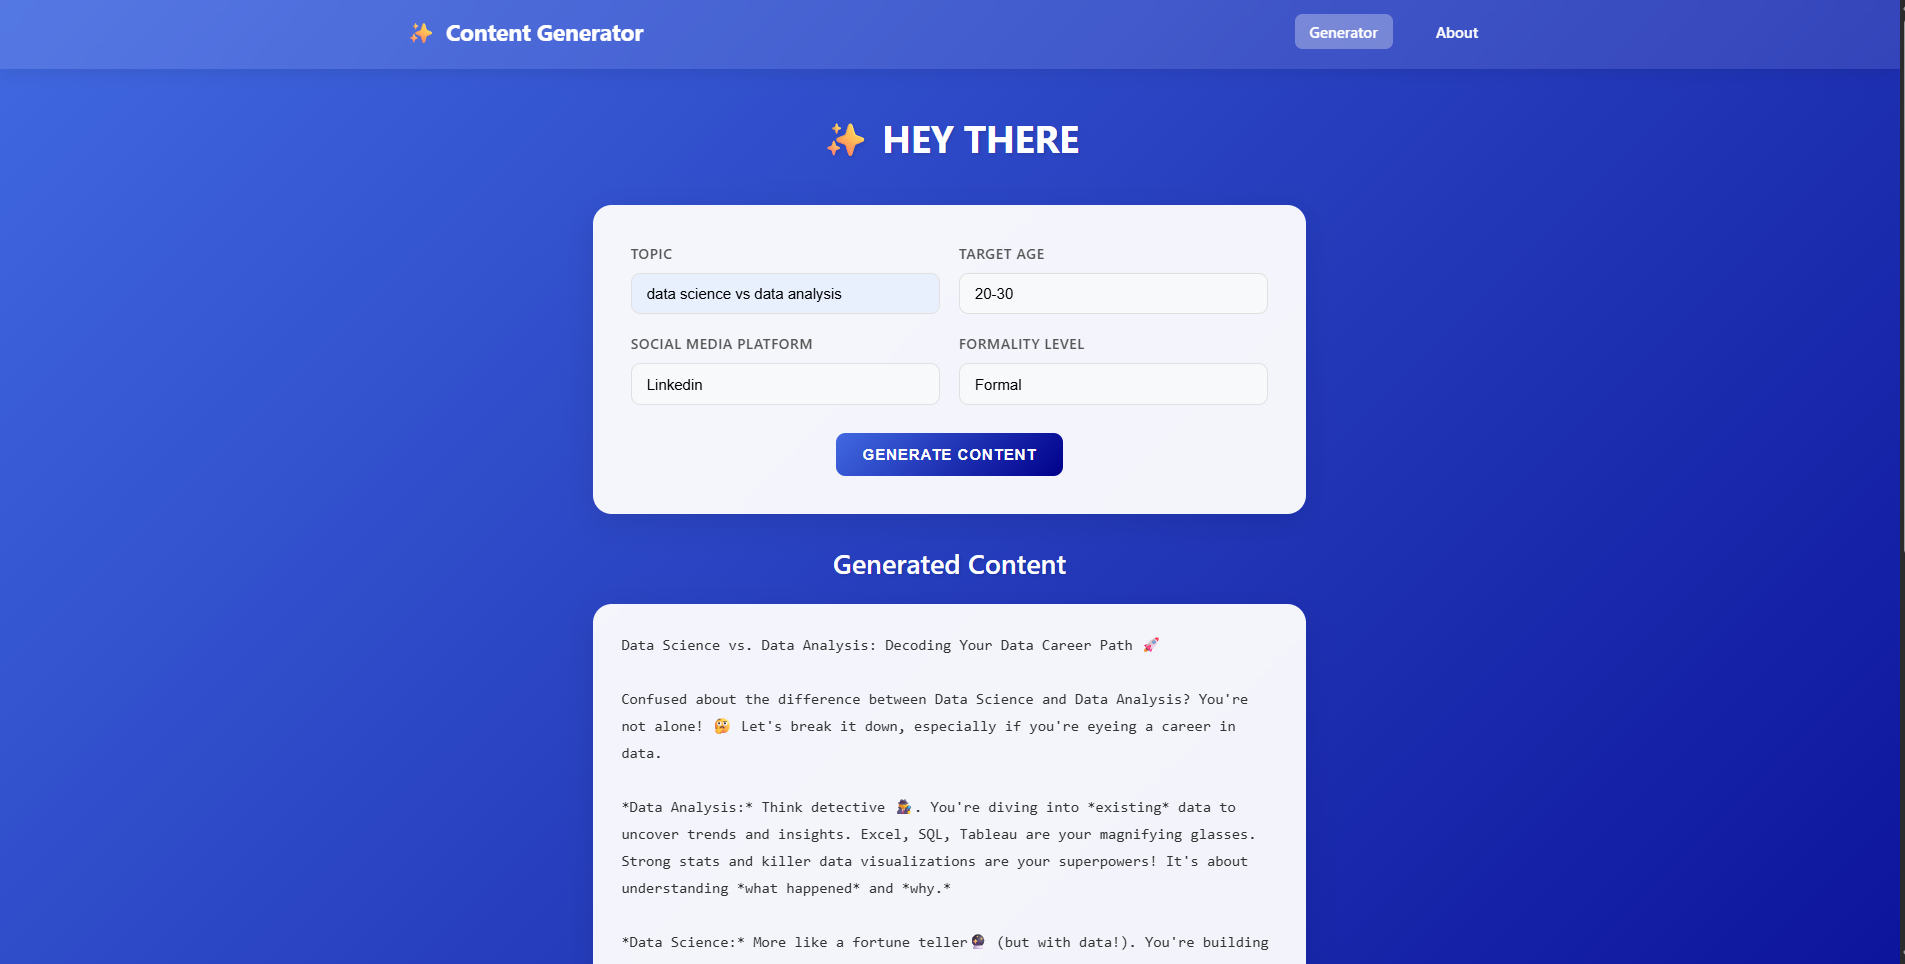 ✨ Content Generator
Generator
About
✨ HEY THERE
TOPIC
TARGET AGE
data science vs data analysis
20-30
SOCIAL MEDIA PLATFORM
FORMALITY LEVEL
Linkedin
Formal
GENERATE CONTENT
Generated Content
Data Science vs. Data Analysis: Decoding Your Data Career Path 🚀
Confused about the difference between Data Science and Data Analysis? You're
not alone! 🤔 Let's break it down, especially if you're eyeing a career in
data.
*Data Analysis:* Think detective 🕵️. You're diving into *existing* data to
uncover trends and insights. Excel, SQL, Tableau are your magnifying glasses.
Strong stats and killer data visualizations are your superpowers! It's about
understanding *what happened* and *why.*
*Data Science:* More like a fortune teller🔮 (but with data!). You're building